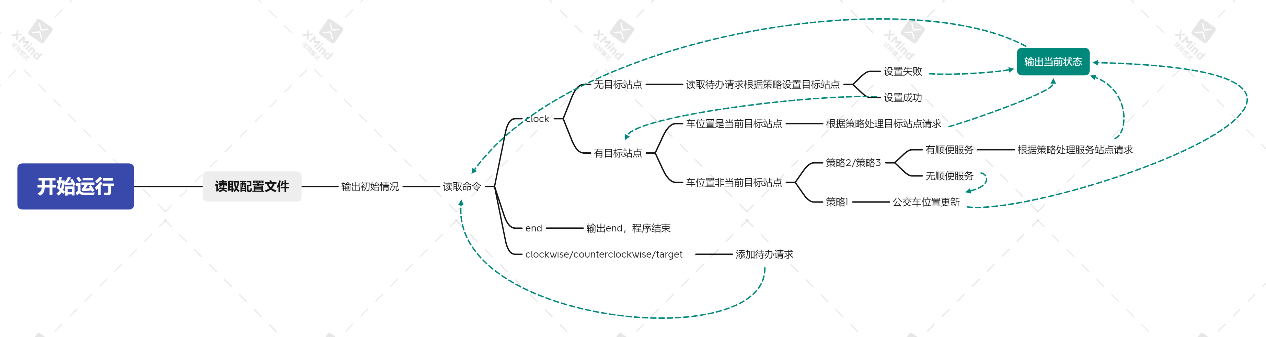 开始运行
读取配置文件
输出初始情况
读取命令
clock
无目标站点
读取待办请求根据策略设置目标站点
设置失败
设置成功
输出当前状态
有目标站点
车位置是当前目标站点
根据策略处理目标站点请求
车位置非当前目标站点
策略2/策略3
有顺便服务
根据策略处理服务站点请求
无顺便服务
策略1
公交车位置更新
end
输出end，程序结束
clockwise/counterclockwise/target
添加待办请求
XMind
XMind
XMind
XMind